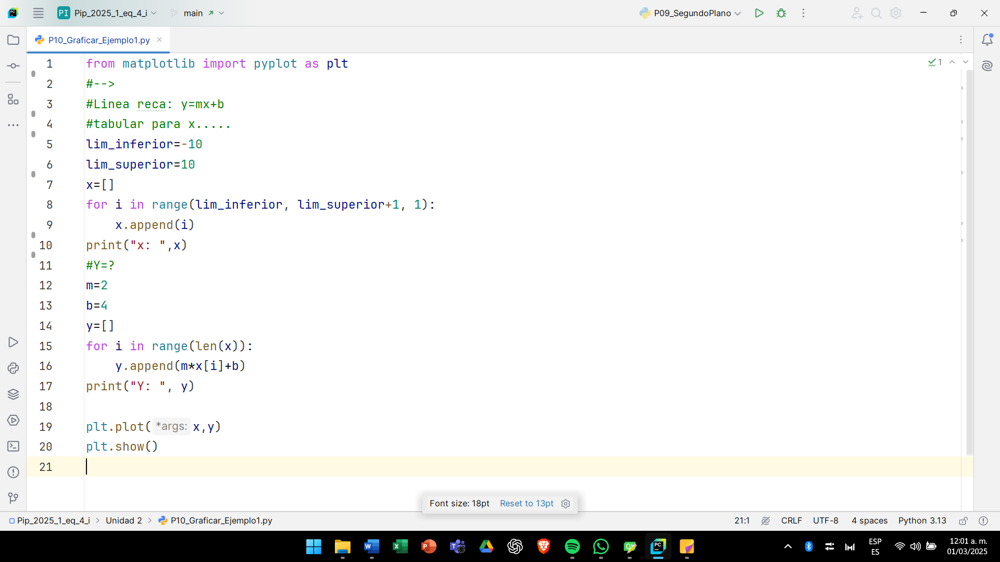 PI Pip_2025_1_eq_4_i main P09_SegundoPlano
P10_Graficar_Ejemplo1.py
1 from matplotlib import pyplot as plt
2 #-->
3 #Linea reca: y=mx+b
4 #tabular para x.....
5 lim_inferior=-10
6 lim_superior=10
7 x=[]
8 for i in range(lim_inferior, lim_superior+1, 1):
9     x.append(i)
10 print("x: ",x)
11 #Y=?
12 m=2
13 b=4
14 y=[]
15 for i in range(len(x)):
16     y.append(m*x[i]+b)
17 print("Y: ", y)
18
19 plt.plot( *args: x,y)
20 plt.show()
21
1
Font size: 18pt Reset to 13pt
Pip_2025_1_eq_4_i > Unidad 2 > P10_Graficar_Ejemplo1.py 21:1 CRLF UTF-8 4 spaces Python 3.13
ESP
ES
12:01 a. m.
01/03/2025